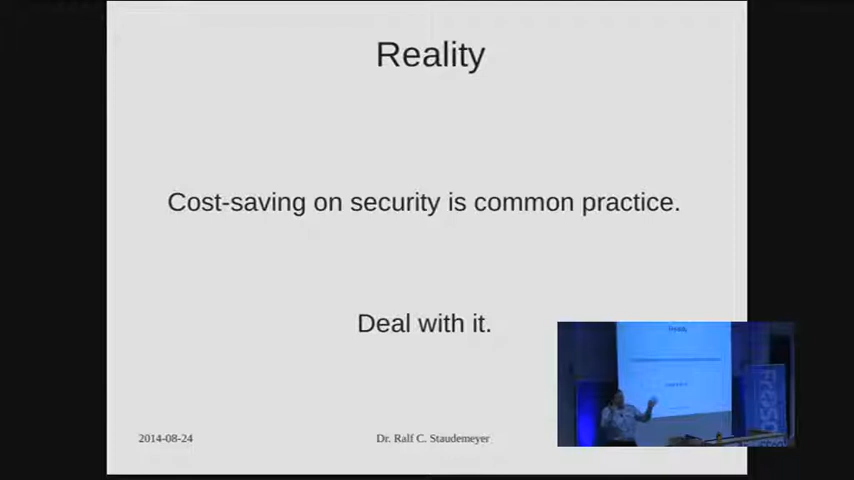 Reality
Cost-saving on security is common practice.
Deal with it.
2014-08-24
Dr. Ralf C. Staudemeyer